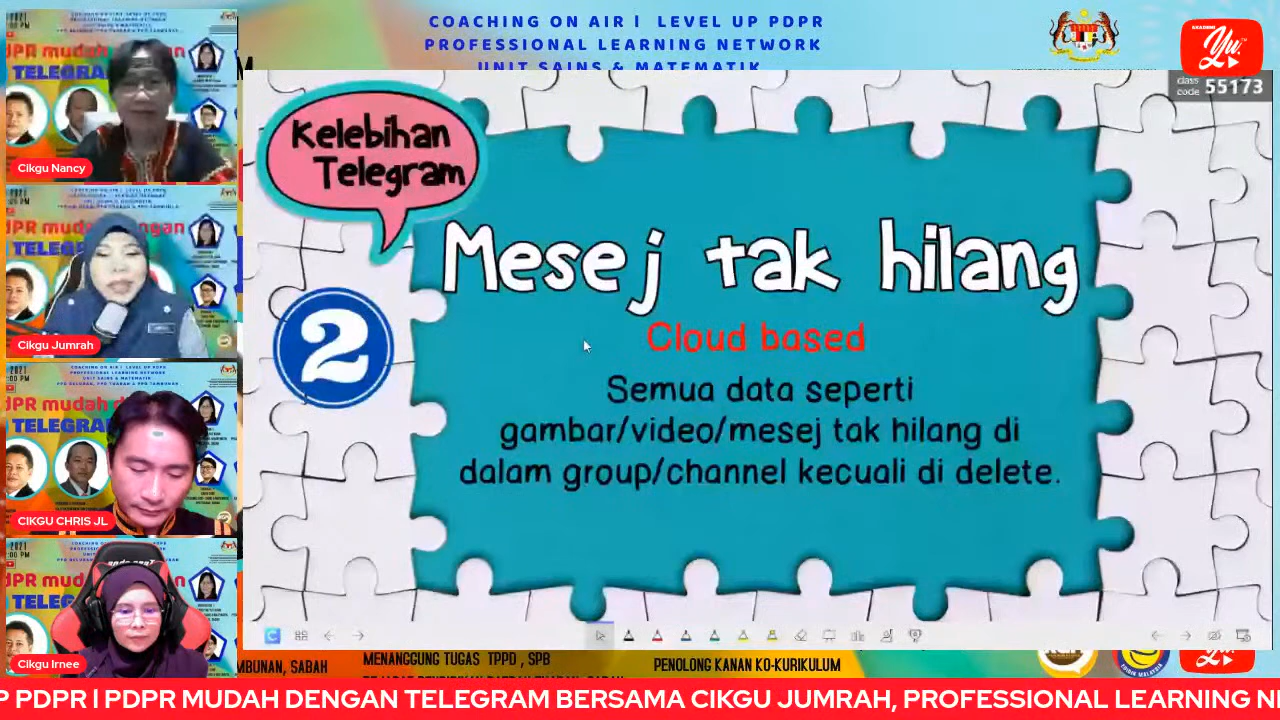 COACHING ON AIR | LEVEL UP PDPR
PROFESSIONAL LEARNING NETWORK
UNIT SAINS & MATEMATIK
class code 55173
Kelebihan
Telegram
2
Mesej tak hilang
Cloud based
Semua data seperti
gambar/video/mesej tak hilang di
dalam group/channel kecuali di delete.
Cikgu Nancy
Cikgu Jumrah
CIKGU CHRIS JL
Cikgu Irnee
MENANGGUNG TUGAS TPPD , SPB
PENOLONG KANAN KO-KURIKULUM
SABAH
P PDPR | PDPR MUDAH DENGAN TELEGRAM BERSAMA CIKGU JUMRAH, PROFESSIONAL LEARNING